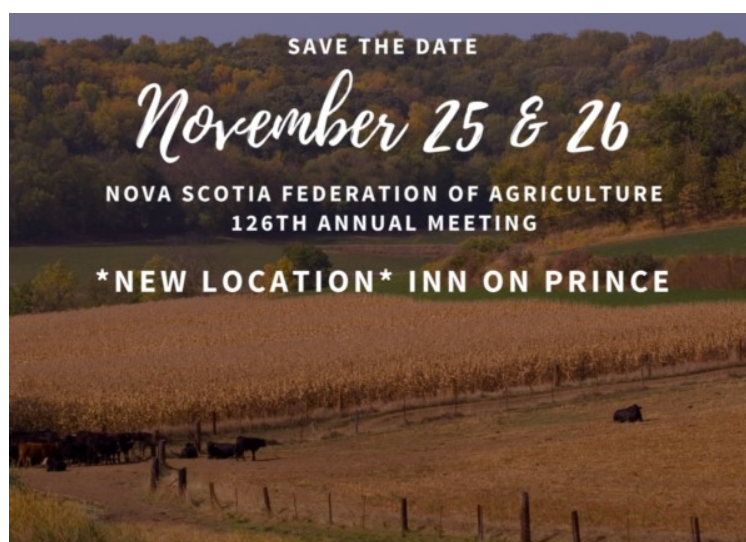 SAVE THE DATE
November 25 & 26
NOVA SCOTIA FEDERATION OF AGRICULTURE
126TH ANNUAL MEETING
*NEW LOCATION* INN ON PRINCE